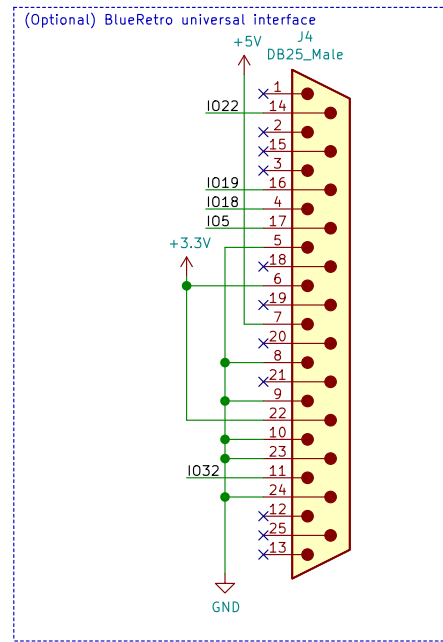 (Optional) BlueRetro universal interface
J4
+5V
DB25_Male
1
IO22 14
2
15
3
IO19 16
IO18 4
IO5 17
5
+3.3V
18
6
19
7
20
8
21
9
22
10
23
IO32 11
24
12
25
13
GND